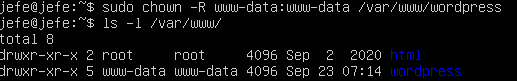 jefe@jefe:~$ sudo chown -R www-data:www-data /var/www/wordpress
jefe@jefe:~$ ls -l /var/www/
total 8
drwxr-xr-x 2 root     root     4096 Sep  2  2020 html
drwxr-xr-x 5 www-data www-data 4096 Sep 23 07:14 wordpress